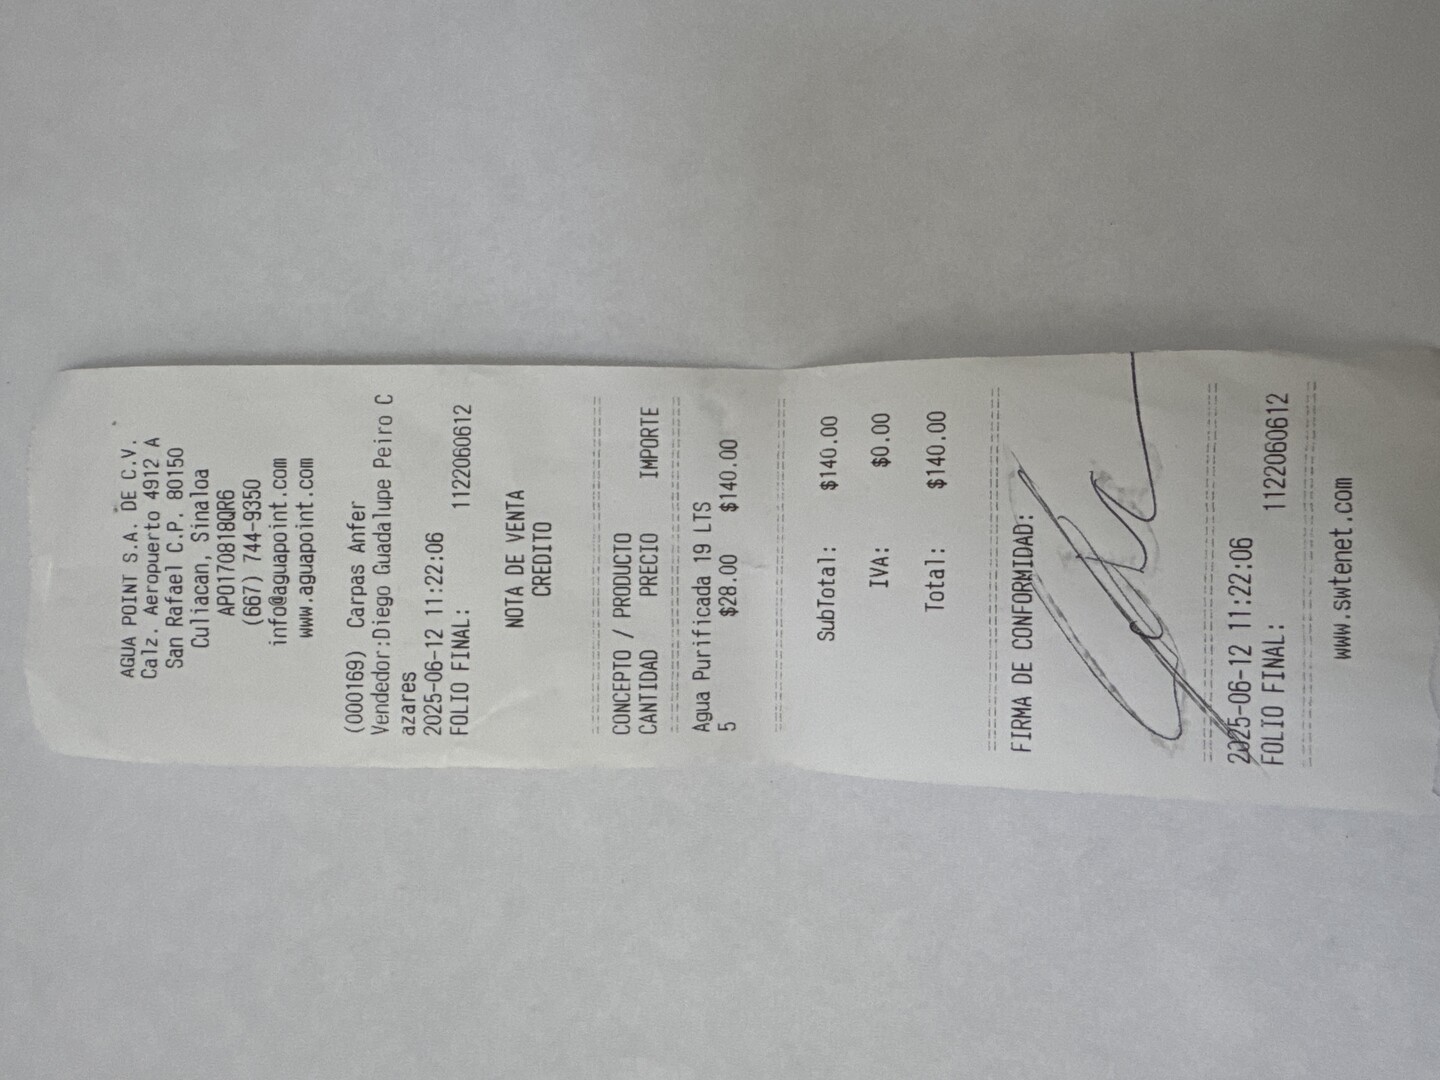 AGUA POINT S.A. DE C.V.
Calz. Aeropuerto 4912 A
San Rafael C.P. 80150
Culiacan, Sinaloa
APO170818QR6
(667) 744-9350
info@aguapoint.com
www.aguapoint.com
(000169) Carpas Anfer
Vendedor:Diego Guadalupe Peiro C
azares
2025-06-12 11:22:06
FOLIO FINAL: 1122060612
NOTA DE VENTA
CREDITO
CONCEPTO / PRODUCTO
CANTIDAD PRECIO IMPORTE
Agua Purificada 19 LTS
5 $28.00 $140.00
SubTotal: $140.00
IVA: $0.00
Total: $140.00
FIRMA DE CONFORMIDAD:
2025-06-12 11:22:06
FOLIO FINAL: 1122060612
www.swtenet.com